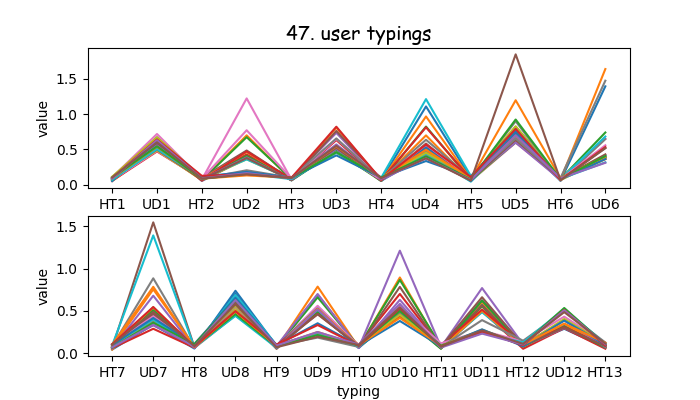 47. user typings
value
1.5
1.0
0.5
0.0
HT1 UD1 HT2 UD2 HT3 UD3 HT4 UD4 HT5 UD5 HT6 UD6
value
1.5
1.0
0.5
0.0
HT7 UD7 HT8 UD8 HT9 UD9 HT10 UD10 HT11 UD11 HT12 UD12 HT13
typing